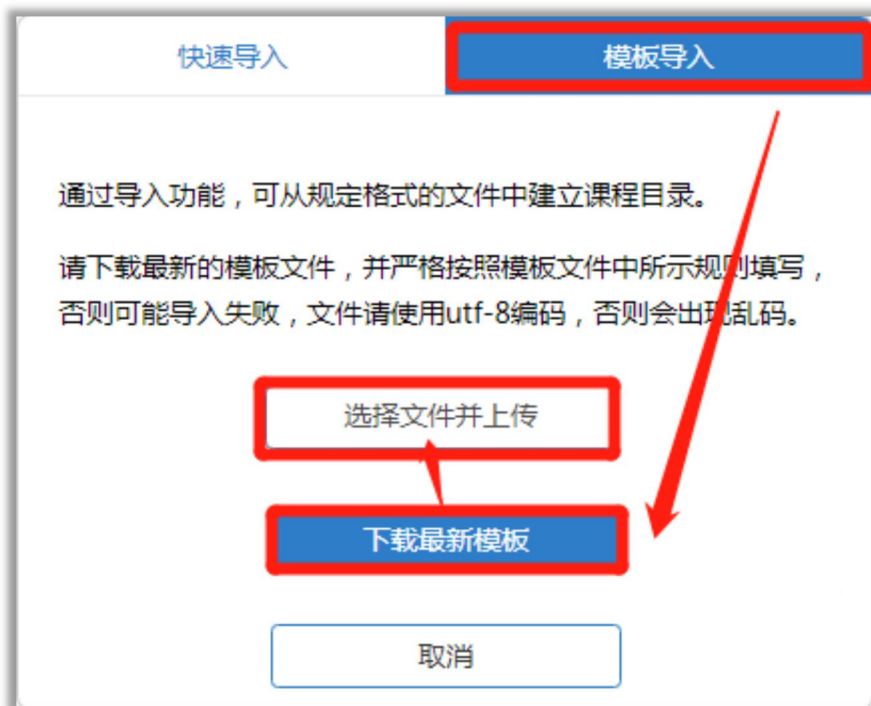 快速导入
模板导入
通过导入功能，可从规定格式的文件中建立课程目录。
请下载最新的模板文件，并严格按照模板文件中所示规则填写，
否则可能导入失败，文件请使用utf-8编码，否则会出现乱码。
选择文件并上传
下载最新模板
取消